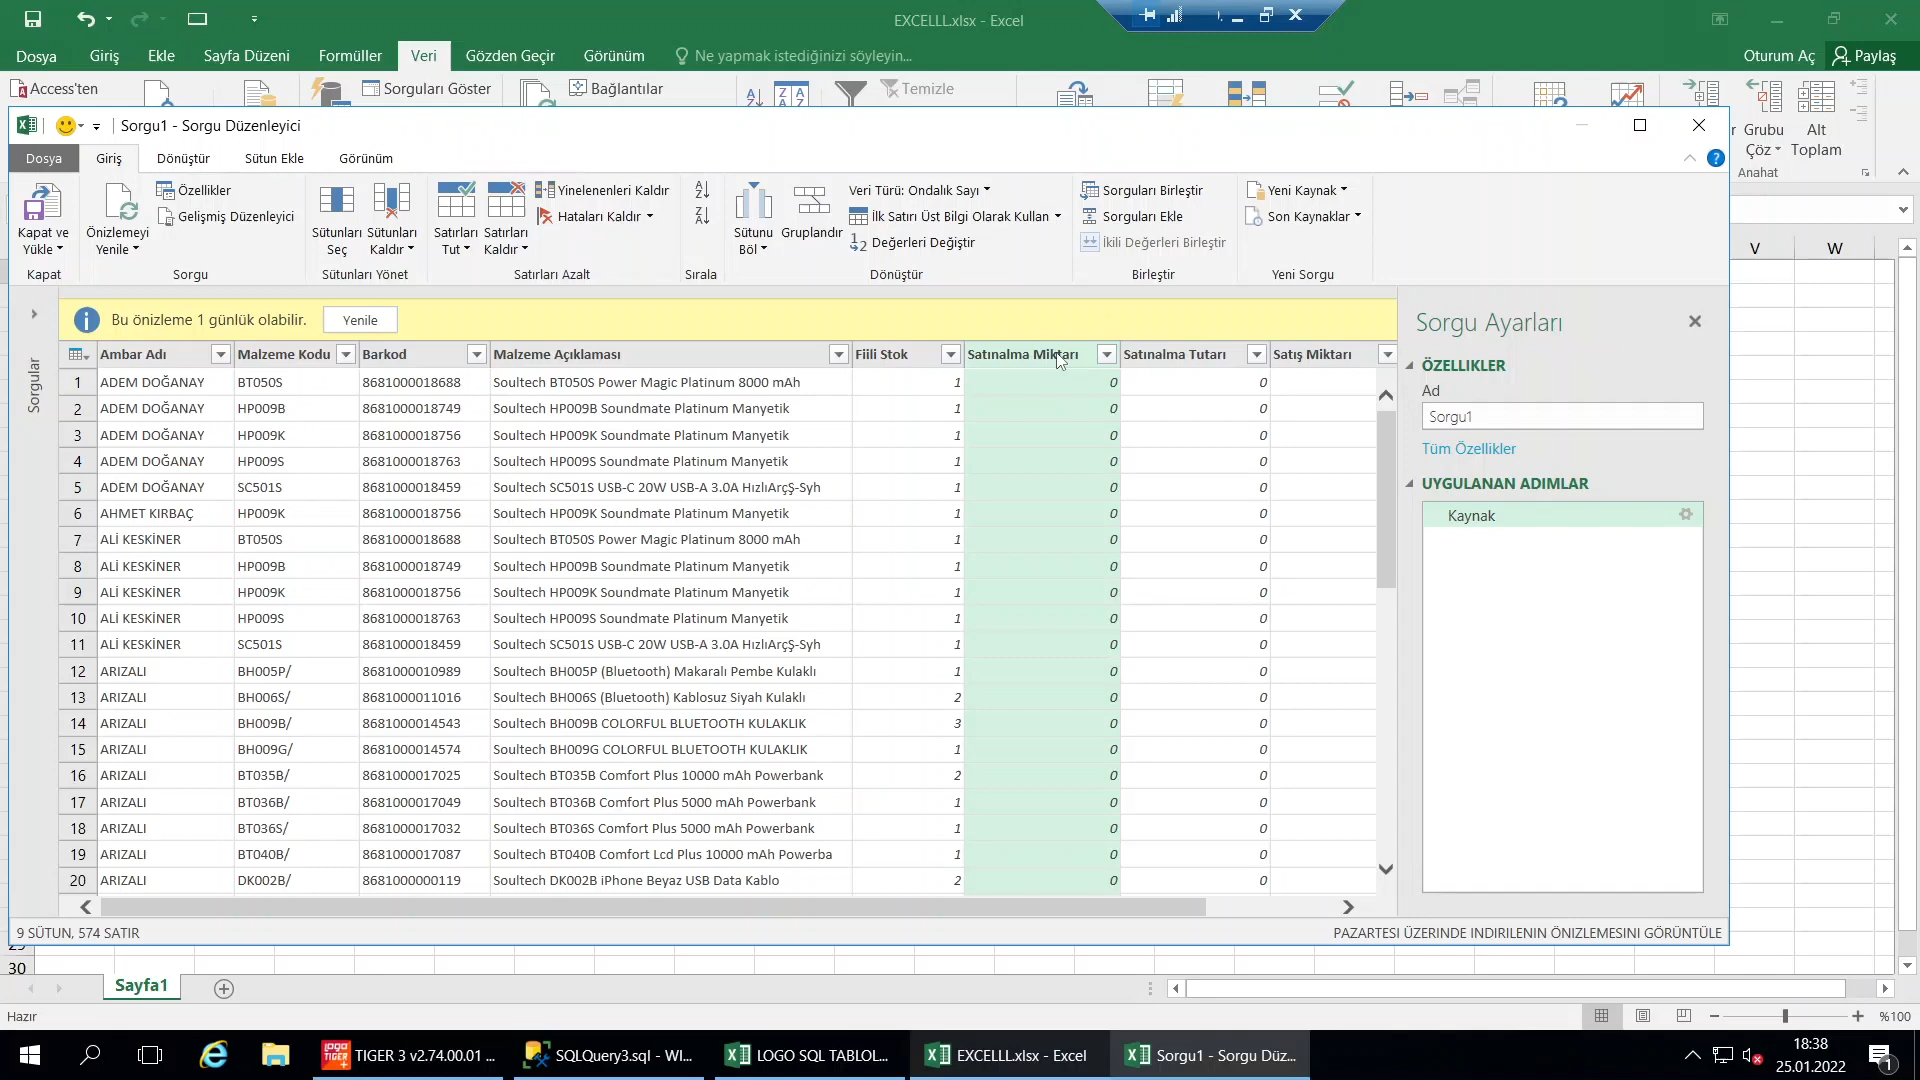 EXCELLL.xlsx - Excel
Dosya Giriş Ekle Sayfa Düzeni Formüller Veri Gözden Geçir Görünüm Ne yapmak istediğinizi söyleyin... Oturum Aç Paylaş
Access'ten Sorguları Göster Bağlantılar Temizle
Grubu Çöz Alt Toplam
Anahat
Sorgu1 - Sorgu Düzenleyici
Dosya Giriş Dönüştür Sütun Ekle Görünüm
Kapat ve Yükle
Kapat
Önizlemeyi Yenile
Özellikler
Gelişmiş Düzenleyici
Sorgu
Sütunları Seç
Sütunları Kaldır
Sütunları Yönet
Satırları Tut
Satırları Kaldır
Yinelenenleri Kaldır
Hataları Kaldır
Satırları Azalt
Sırala
Sütunu Böl
Gruplandır
Veri Türü: Ondalık Sayı
İlk Satırı Üst Bilgi Olarak Kullan
Değerleri Değiştir
Dönüştür
Sorguları Birleştir
Sorguları Ekle
İkili Değerleri Birleştir
Birleştir
Yeni Kaynak
Son Kaynaklar
Yeni Sorgu
V W
Sorgular
Bu önizleme 1 günlük olabilir. Yenile
Ambar Adı Malzeme Kodu Barkod Malzeme Açıklaması Fiili Stok Satınalma Miktarı Satınalma Tutarı Satış Miktarı
1 ADEM DOĞANAY BT050S 8681000018688 Soultech BT050S Power Magic Platinum 8000 mAh 1 0 0
2 ADEM DOĞANAY HP009B 8681000018749 Soultech HP009B Soundmate Platinum Manyetik 1 0 0
3 ADEM DOĞANAY HP009K 8681000018756 Soultech HP009K Soundmate Platinum Manyetik 1 0 0
4 ADEM DOĞANAY HP009S 8681000018763 Soultech HP009S Soundmate Platinum Manyetik 1 0 0
5 ADEM DOĞANAY SC501S 8681000018459 Soultech SC501S USB-C 20W USB-A 3.0A HızlıArçŞ-Syh 1 0 0
6 AHMET KIRBAÇ HP009K 8681000018756 Soultech HP009K Soundmate Platinum Manyetik 1 0 0
7 ALİ KESKİNER BT050S 8681000018688 Soultech BT050S Power Magic Platinum 8000 mAh 1 0 0
8 ALİ KESKİNER HP009B 8681000018749 Soultech HP009B Soundmate Platinum Manyetik 1 0 0
9 ALİ KESKİNER HP009K 8681000018756 Soultech HP009K Soundmate Platinum Manyetik 1 0 0
10 ALİ KESKİNER HP009S 8681000018763 Soultech HP009S Soundmate Platinum Manyetik 1 0 0
11 ALİ KESKİNER SC501S 8681000018459 Soultech SC501S USB-C 20W USB-A 3.0A HızlıArçŞ-Syh 1 0 0
12 ARIZALI BH005P/ 8681000010989 Soultech BH005P (Bluetooth) Makaralı Pembe Kulaklı 1 0 0
13 ARIZALI BH006S/ 8681000011016 Soultech BH006S (Bluetooth) Kablosuz Siyah Kulaklı 2 0 0
14 ARIZALI BH009B/ 8681000014543 Soultech BH009B COLORFUL BLUETOOTH KULAKLIK 3 0 0
15 ARIZALI BH009G/ 8681000014574 Soultech BH009G COLORFUL BLUETOOTH KULAKLIK 1 0 0
16 ARIZALI BT035B/ 8681000017025 Soultech BT035B Comfort Plus 10000 mAh Powerbank 2 0 0
17 ARIZALI BT036B/ 8681000017049 Soultech BT036B Comfort Plus 5000 mAh Powerbank 1 0 0
18 ARIZALI BT036S/ 8681000017032 Soultech BT036S Comfort Plus 5000 mAh Powerbank 1 0 0
19 ARIZALI BT040B/ 8681000017087 Soultech BT040B Comfort Lcd Plus 10000 mAh Powerba 1 0 0
20 ARIZALI DK002B/ 8681000000119 Soultech DK002B iPhone Beyaz USB Data Kablo 2 0 0
Sorgu Ayarları
ÖZELLIKLER
Ad
Sorgu1
Tüm Özellikler
UYGULANAN ADIMLAR
Kaynak
9 SÜTUN, 574 SATIR
PAZARTESI ÜZERINDE INDIRILENIN ÖNIZLEMESINI GÖRÜNTÜLE
30
Sayfa1
Hazır
%100
TIGER 3 v2.74.00.01 ...
SQLQuery3.sql - WI...
LOGO SQL TABLOL...
EXCELLL.xlsx - Excel
Sorgu1 - Sorgu Düz...
18:38
25.01.2022
1